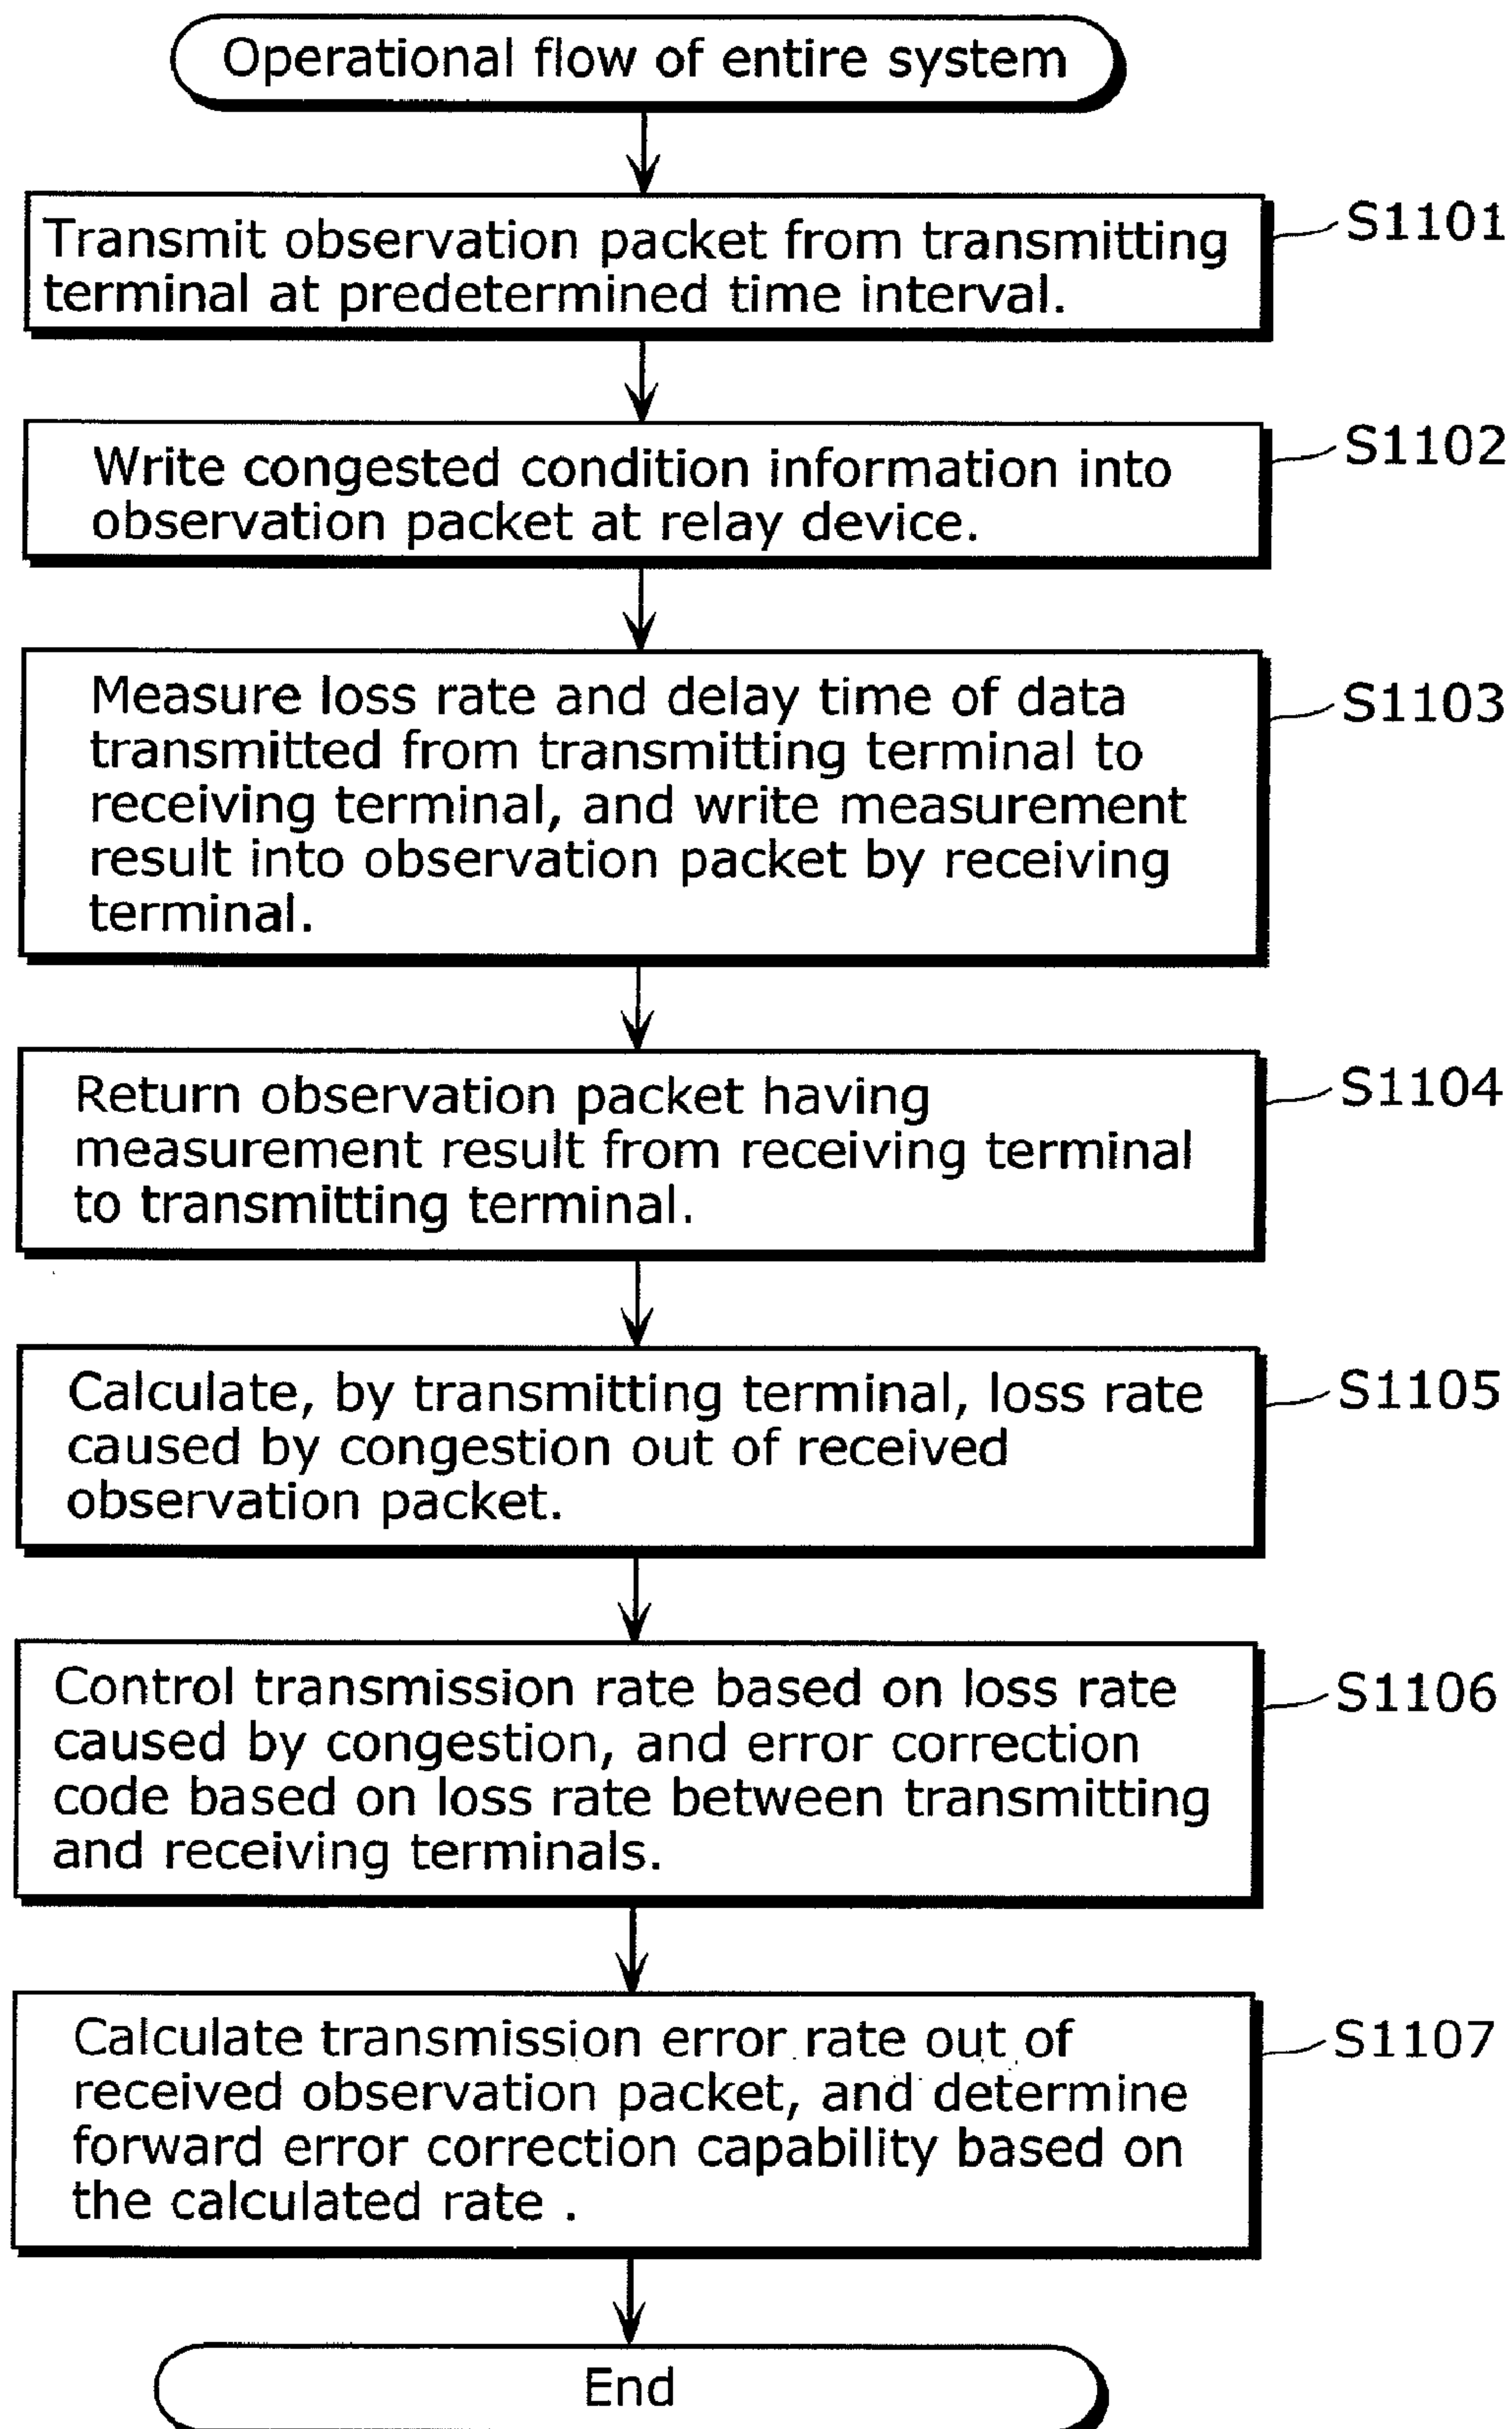 Operational flow of entire system
Transmit observation packet from transmitting
terminal at predetermined time interval.
S1101
Write congested condition information into
observation packet at relay device.
S1102
Measure loss rate and delay time of data
transmitted from transmitting terminal to
receiving terminal, and write measurement
result into observation packet by receiving
terminal.
S1103
Return observation packet having
measurement result from receiving terminal
to transmitting terminal.
S1104
Calculate, by transmitting terminal, loss rate
caused by congestion out of received
observation packet.
S1105
Control transmission rate based on loss rate
caused by congestion, and error correction
code based on loss rate between transmitting
and receiving terminals.
S1106
Calculate transmission error rate out of
received observation packet, and determine
forward error correction capability based on
the calculated rate .
S1107
End